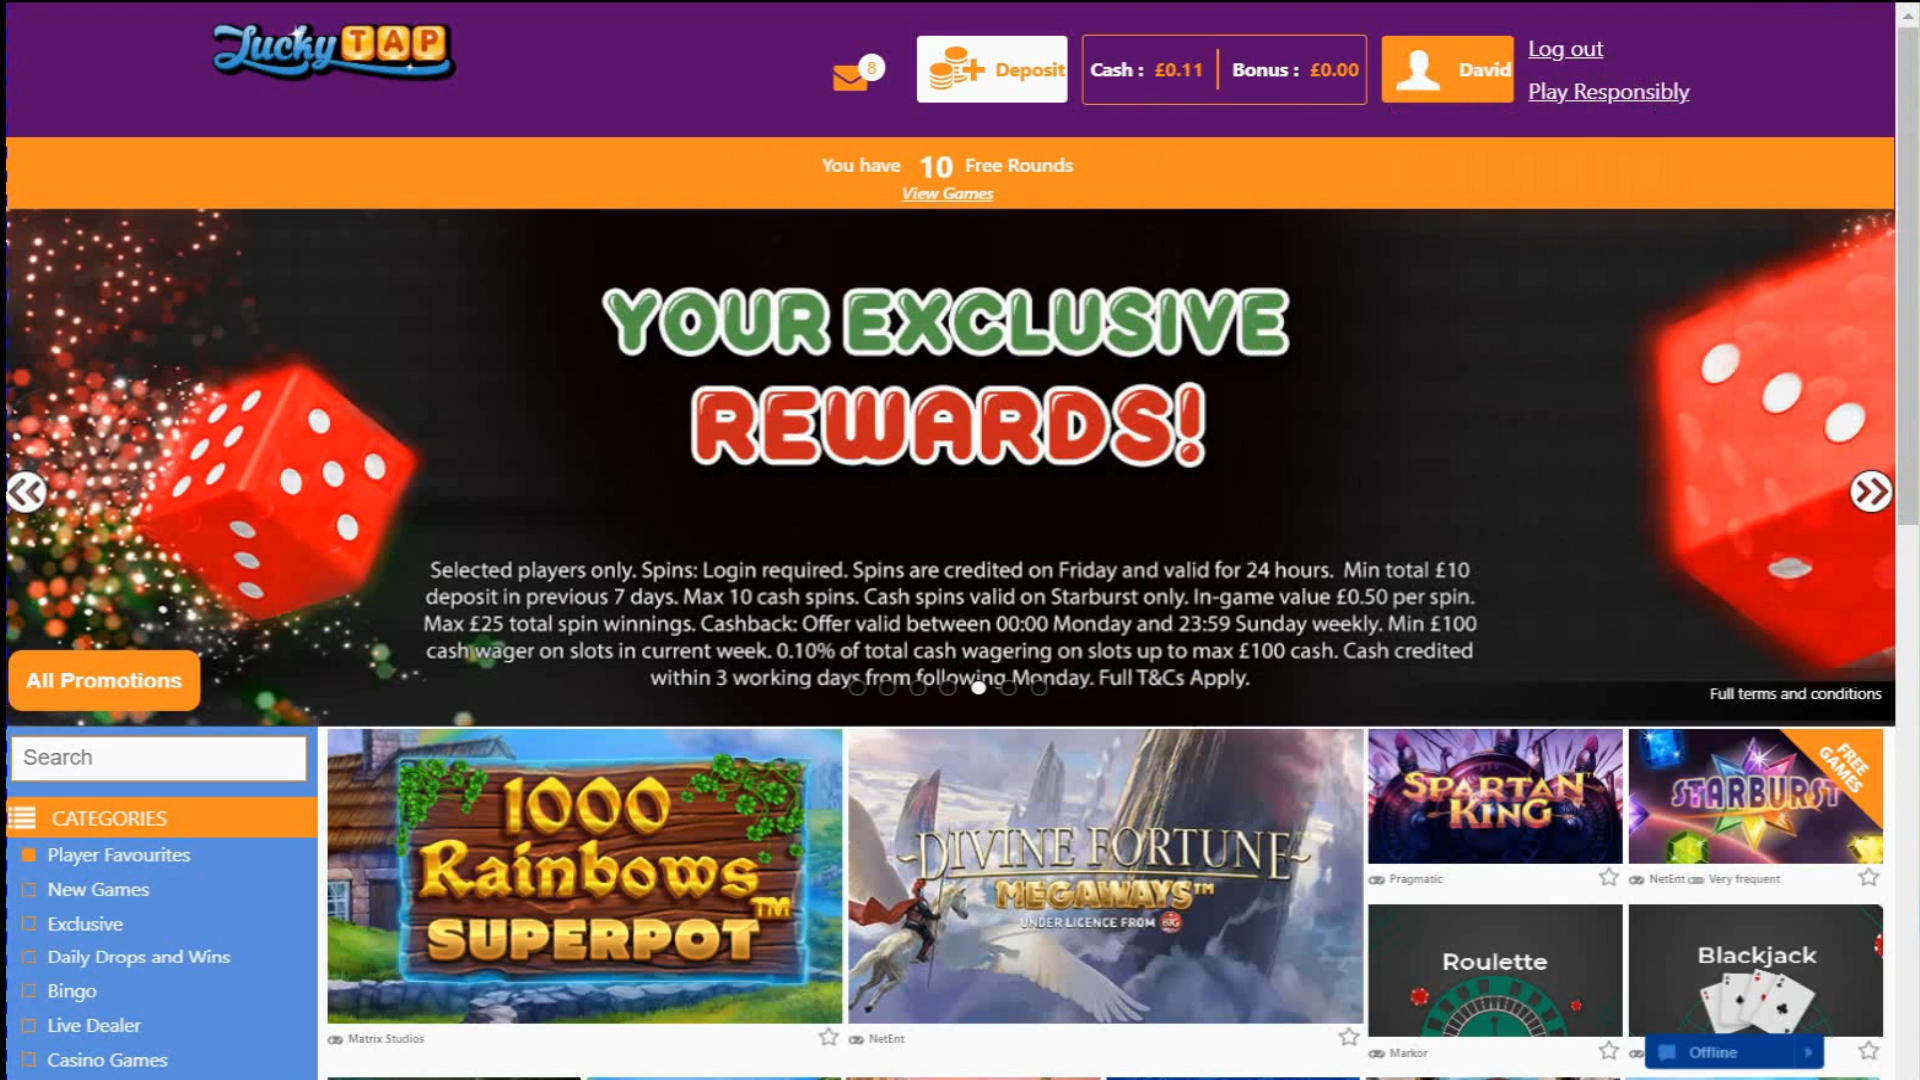 Lucky TAP
8
Deposit
Cash : £0.11
Bonus : £0.00
David
Log out
Play Responsibly
You have 10 Free Rounds
View Games
YOUR EXCLUSIVE
REWARDS!
Selected players only. Spins: Login required. Spins are credited on Friday and valid for 24 hours. Min total £10
deposit in previous 7 days. Max 10 cash spins. Cash spins valid on Starburst only. In-game value £0.50 per spin.
Max £25 total spin winnings. Cashback: Offer valid between 00:00 Monday and 23:59 Sunday weekly. Min £100
cash wager on slots in current week. 0.10% of total cash wagering on slots up to max £100 cash. Cash credited
within 3 working days from following Monday. Full T&Cs Apply.
All Promotions
Full terms and conditions
Search
CATEGORIES
Player Favourites
New Games
Exclusive
Daily Drops and Wins
Bingo
Live Dealer
Casino Games
1000
Rainbows™
SUPERPOT
Matrix Studios
DIVINE FORTUNE™
MEGAWAYS™
UNDER LICENCE FROM BIG
NetEnt
SPARTAN
KING
Pragmatic
STARBURST
FREE
GAMES
NetEnt Very frequent
Roulette
Markor
Blackjack
Offline